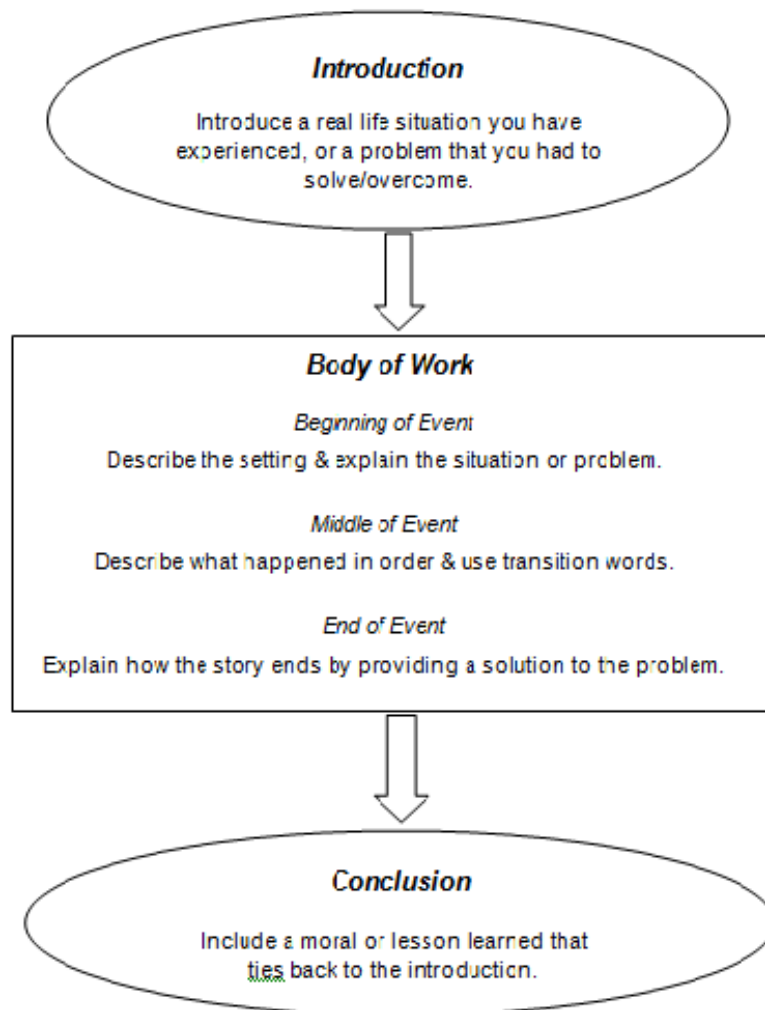 Introduction
Introduce a real life situation you have
experienced, or a problem that you had to
solve/overcome.
Body of Work
Beginning of Event
Describe the setting & explain the situation or problem.
Middle of Event
Describe what happened in order & use transition words.
End of Event
Explain how the story ends by providing a solution to the problem.
Conclusion
Include a moral or lesson learned that
ties back to the introduction.